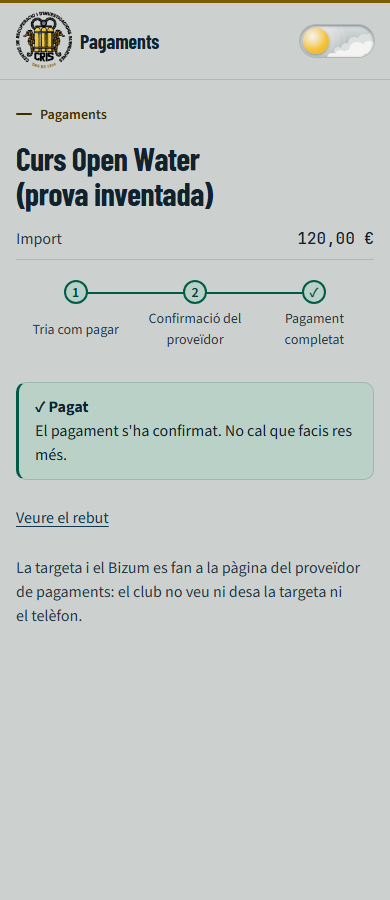 CRIS
Pagaments
Pagaments
Curs Open Water
(prova inventada)
Import 120,00 €
1 2 ✓
Tria com pagar
Confirmació del
proveïdor
Pagament
completat
✓ Pagat
El pagament s'ha confirmat. No cal que facis res
més.
Veure el rebut
La targeta i el Bizum es fan a la pàgina del proveïdor
de pagaments: el club no veu ni desa la targeta ni
el telèfon.